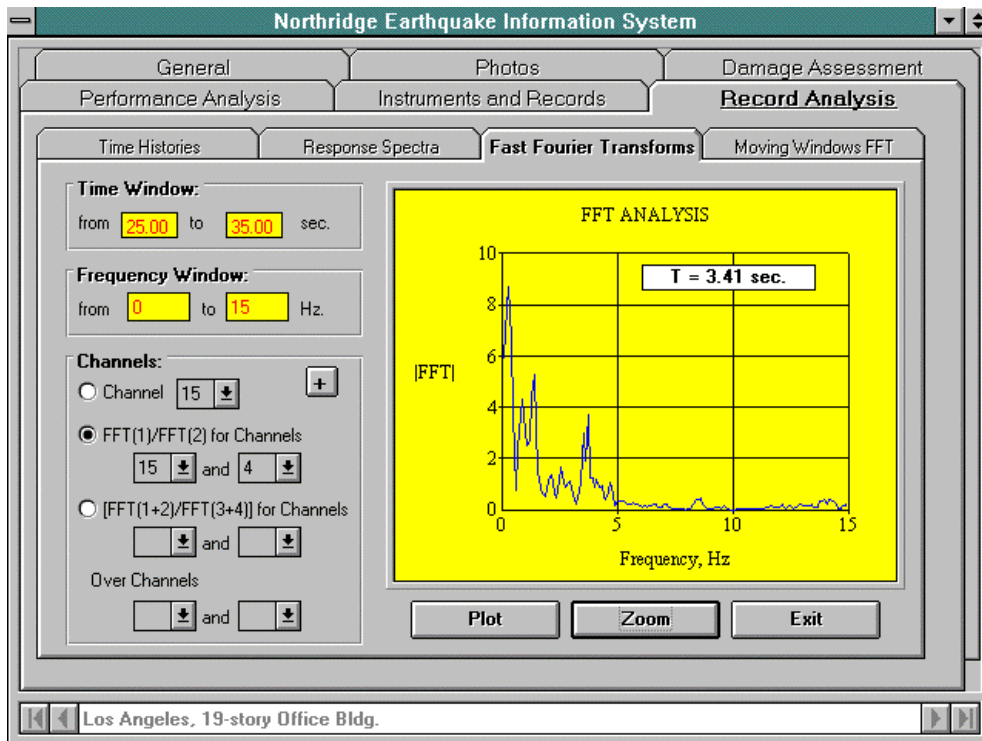 Northridge Earthquake Information System
General Photos Damage Assessment
Performance Analysis Instruments and Records Record Analysis
Time Histories Response Spectra Fast Fourier Transforms Moving Windows FFT
Time Window:
from 25.00 to 35.00 sec.
Frequency Window:
from 0 to 15 Hz.
Channels:
Channel 15 +
FFT(1)/FFT(2) for Channels
15 and 4
[FFT(1+2)/FFT(3+4)] for Channels
and
Over Channels
and
FFT ANALYSIS
T = 3.41 sec.
|FFT|
10
8
6
4
2
0
0 5 10 15
Frequency, Hz
Plot Zoom Exit
Los Angeles, 19-story Office Bldg.